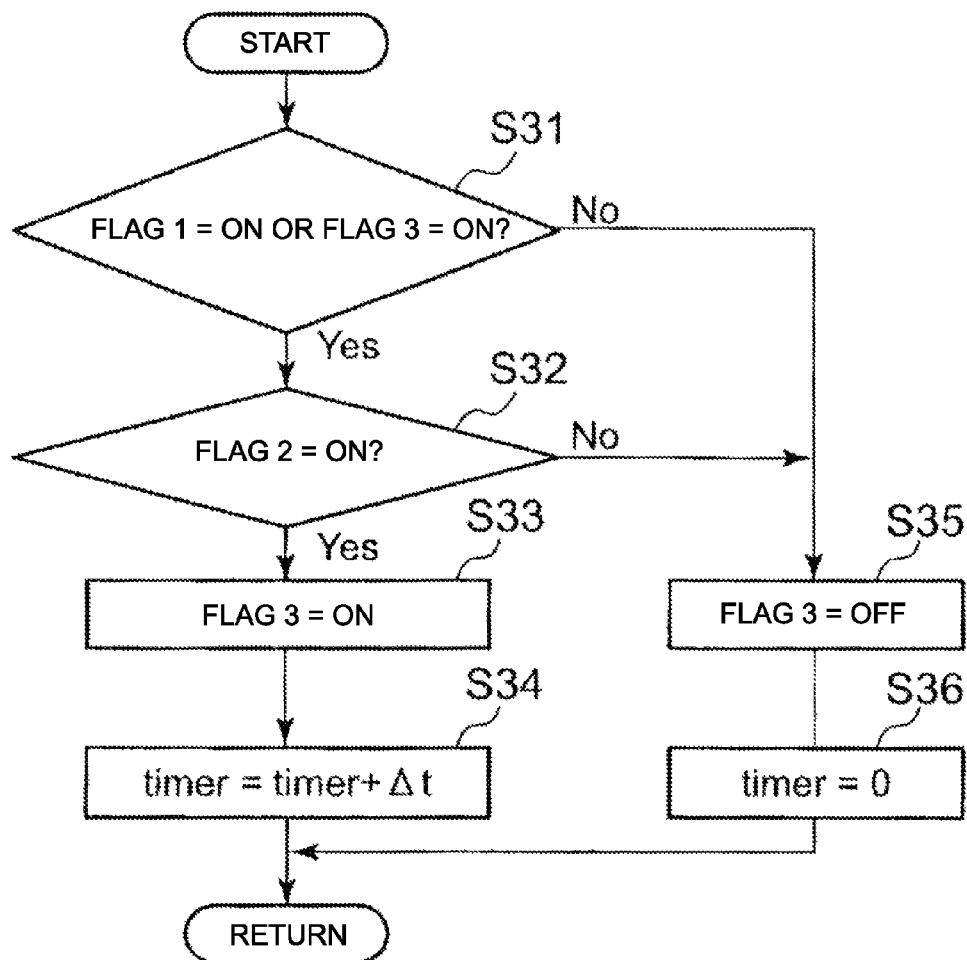 START
S31
FLAG 1 = ON OR FLAG 3 = ON?
No
Yes
S32
FLAG 2 = ON?
No
Yes
S33
FLAG 3 = ON
S34
timer = timer+ Δ t
S35
FLAG 3 = OFF
S36
timer = 0
RETURN